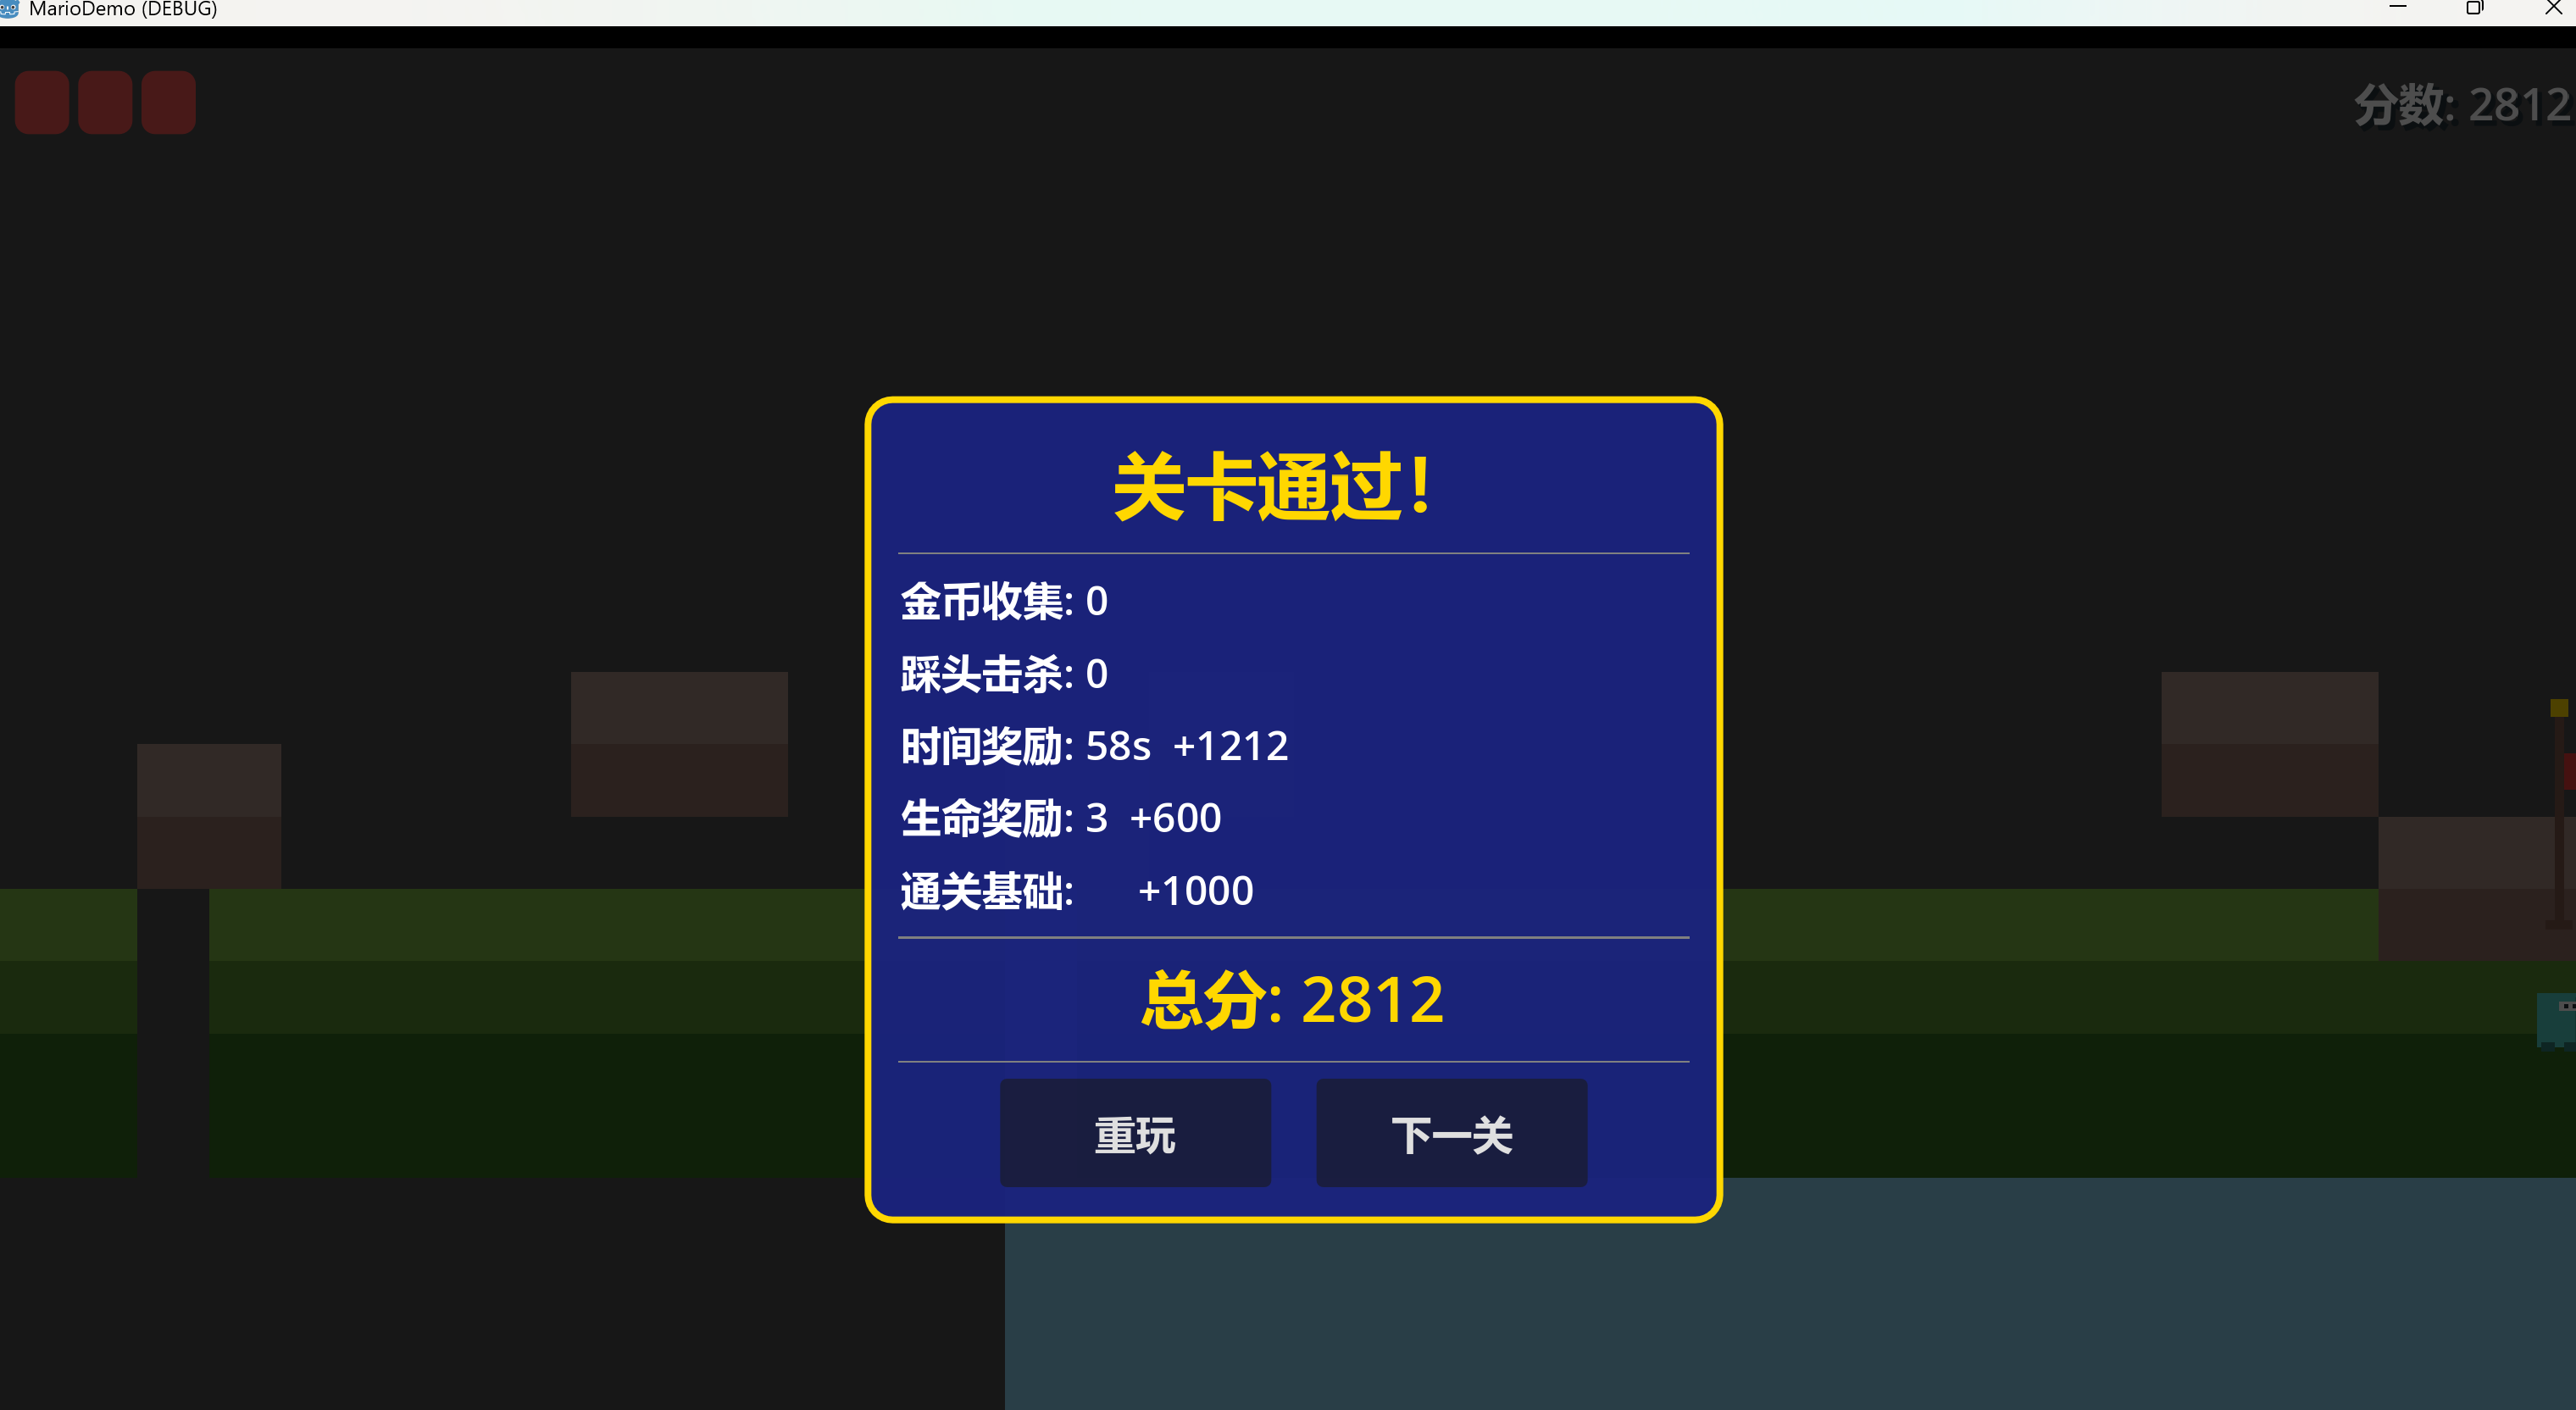 MarioDemo (DEBUG)
分数: 2812
关卡通过！
金币收集: 0
踩头击杀: 0
时间奖励: 58s +1212
生命奖励: 3 +600
通关基础: +1000
总分: 2812
重玩
下一关